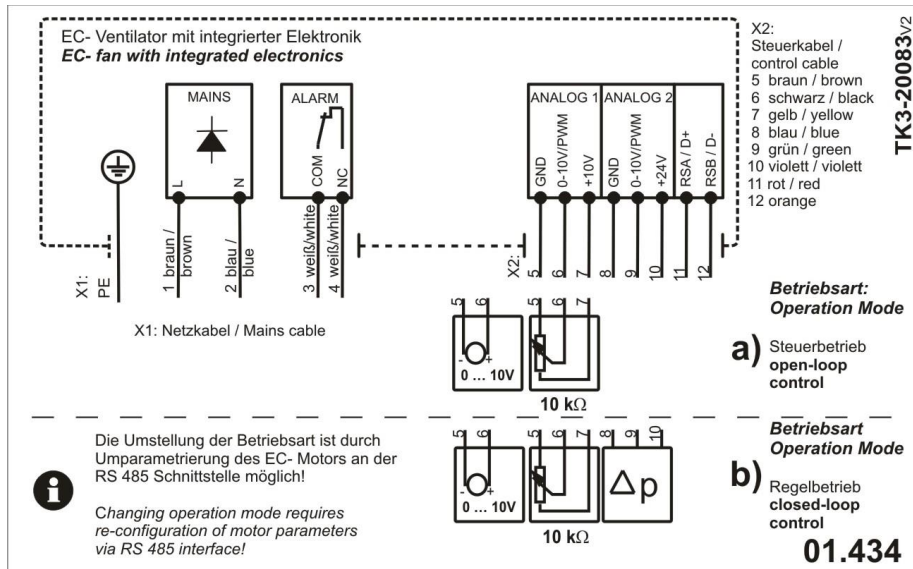 EC- Ventilator mit integrierter Elektronik
EC- fan with integrated electronics
MAINS
L
N
ALARM
COM
NC
ANALOG 1
GND
0-10V/PWM
+10V
ANALOG 2
GND
0-10V/PWM
+24V
RSA / D+
RSB / D-
X2:
Steuerkabel /
control cable
5 braun / brown
6 schwarz / black
7 gelb / yellow
8 blau / blue
9 grün / green
10 violett / violett
11 rot / red
12 orange
TK3-20083V2
X1:
PE
1 braun /
brown
2 blau /
blue
3 weiß/white
4 weiß/white
X2:
5
6
7
8
9
10
11
12
X1: Netzkabel / Mains cable
5
6
- +
0 ... 10V
5
6
7
10 kΩ
Betriebsart:
Operation Mode
a) Steuerbetrieb
open-loop
control
Die Umstellung der Betriebsart ist durch
Umparametrierung des EC- Motors an der
RS 485 Schnittstelle möglich!
i
Changing operation mode requires
re-configuration of motor parameters
via RS 485 interface!
5
6
- +
0 ... 10V
5
6
7
10 kΩ
8
9
10
Δp
Betriebsart
Operation Mode
b) Regelbetrieb
closed-loop
control
01.434